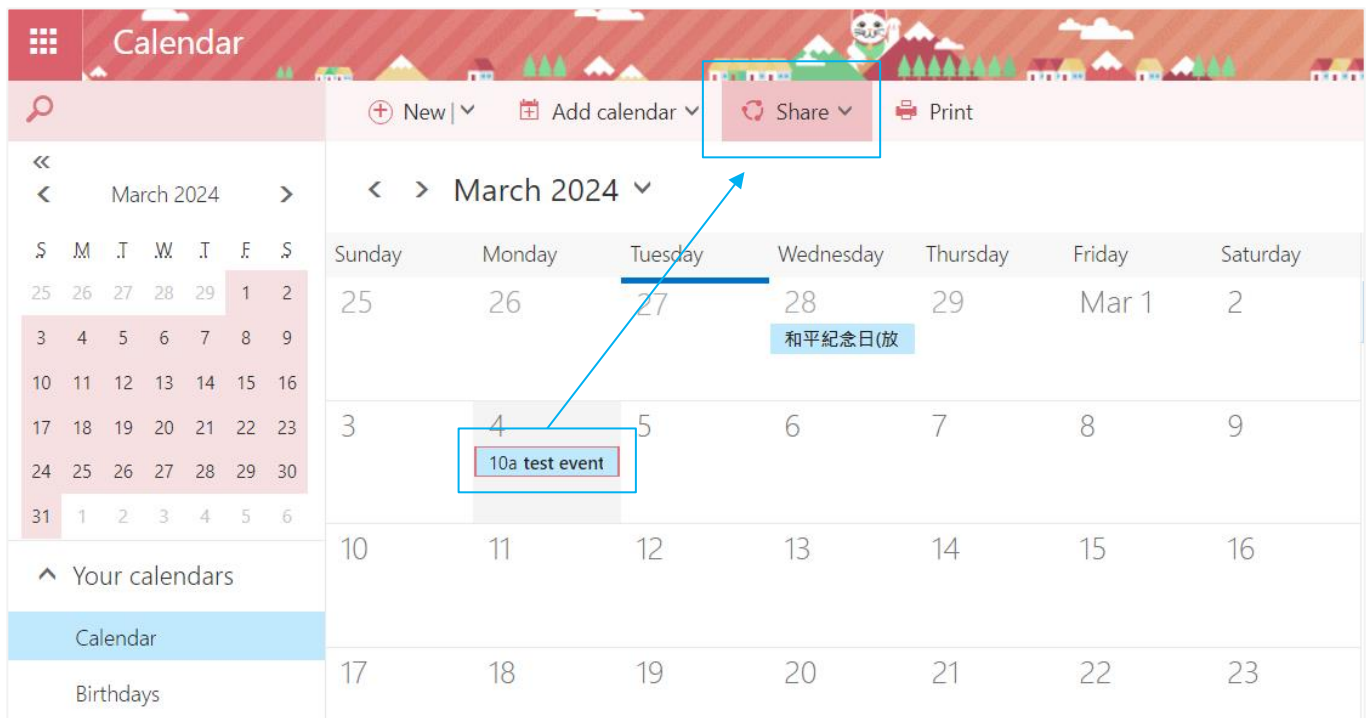 Calendar
New | Add calendar Share Print
«
< March 2024 >
< > March 2024
S M T W T F S
Sunday Monday Tuesday Wednesday Thursday Friday Saturday
25 26 27 28 29 1 2
25 26 27 28 29 Mar 1 2
和平紀念日(放
3 4 5 6 7 8 9
10 11 12 13 14 15 16
17 18 19 20 21 22 23
3 4 5 6 7 8 9
10a test event
24 25 26 27 28 29 30
31 1 2 3 4 5 6
10 11 12 13 14 15 16
Your calendars
Calendar
17 18 19 20 21 22 23
Birthdays